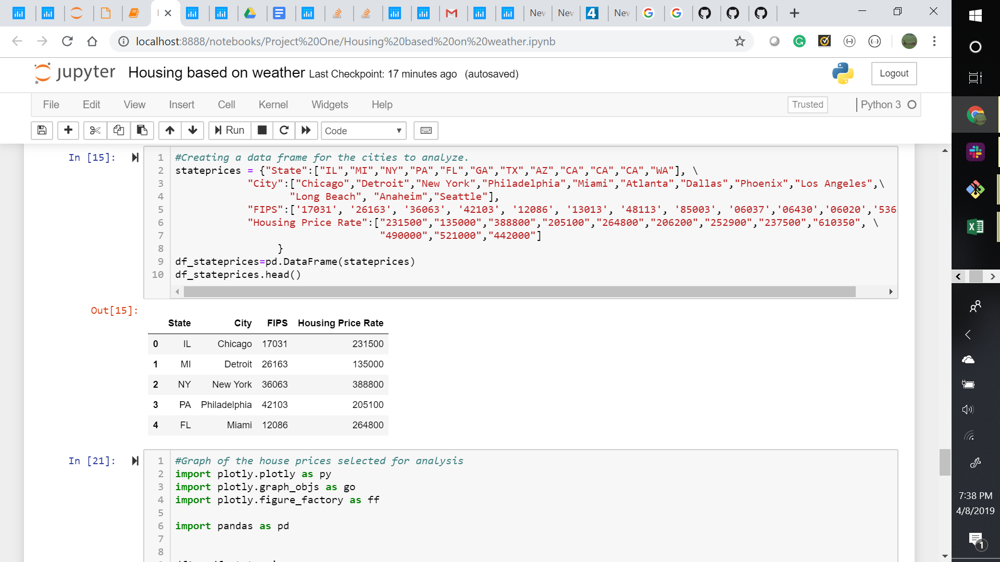 New
New
4
New
localhost:8888/notebooks/Project%20One/Housing%20based%20on%20weather.ipynb
jupyter Housing based on weather Last Checkpoint: 17 minutes ago (autosaved)
Logout
File Edit View Insert Cell Kernel Widgets Help
Trusted Python 3
Run Code
In [15]:
1 #Creating a data frame for the cities to analyze.
2 stateprices = {"State":["IL","MI","NY","PA","FL","GA","TX","AZ","CA","CA","CA","WA"], \
3 "City":["Chicago","Detroit","New York","Philadelphia","Miami","Atlanta","Dallas","Phoenix","Los Angeles",\
4 "Long Beach", "Anaheim","Seattle"],
5 "FIPS":['17031', '26163', '36063', '42103', '12086', '13013', '48113', '85003', '06037','06430','06020','536
6 "Housing Price Rate":["231500","135000","388800","205100","264800","206200","252900","237500","610350", \
7 "490000","521000","442000"]
8 }
9 df_stateprices=pd.DataFrame(stateprices)
10 df_stateprices.head()
Out[15]:
State City FIPS Housing Price Rate
0 IL Chicago 17031 231500
1 MI Detroit 26163 135000
2 NY New York 36063 388800
3 PA Philadelphia 42103 205100
4 FL Miami 12086 264800
In [21]:
1 #Graph of the house prices selected for analysis
2 import plotly.plotly as py
3 import plotly.graph_objs as go
4 import plotly.figure_factory as ff
5
6 import pandas as pd
7
8
7:38 PM
4/8/2019
1